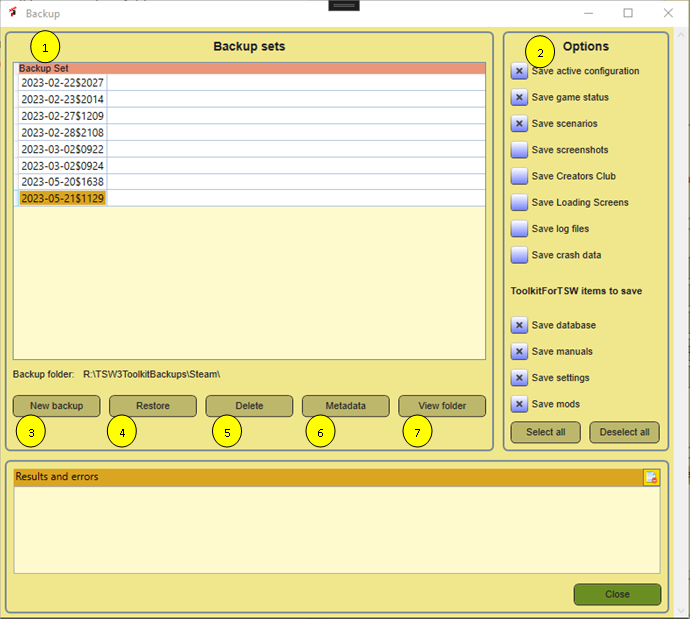 Backup
1
Backup sets
Backup Set
2023-02-22$2027
2023-02-23$2014
2023-02-27$1209
2023-02-28$2108
2023-03-02$0922
2023-03-02$0924
2023-05-20$1638
2023-05-21$1129
Backup folder: R:\TSW3ToolkitBackups\Steam\
New backup Restore Delete Metadata View folder
3 4 5 6 7
2
Options
Save active configuration
Save game status
Save scenarios
Save screenshots
Save Creators Club
Save Loading Screens
Save log files
Save crash data
ToolkitForTSW items to save
Save database
Save manuals
Save settings
Save mods
Select all Deselect all
Results and errors
Close